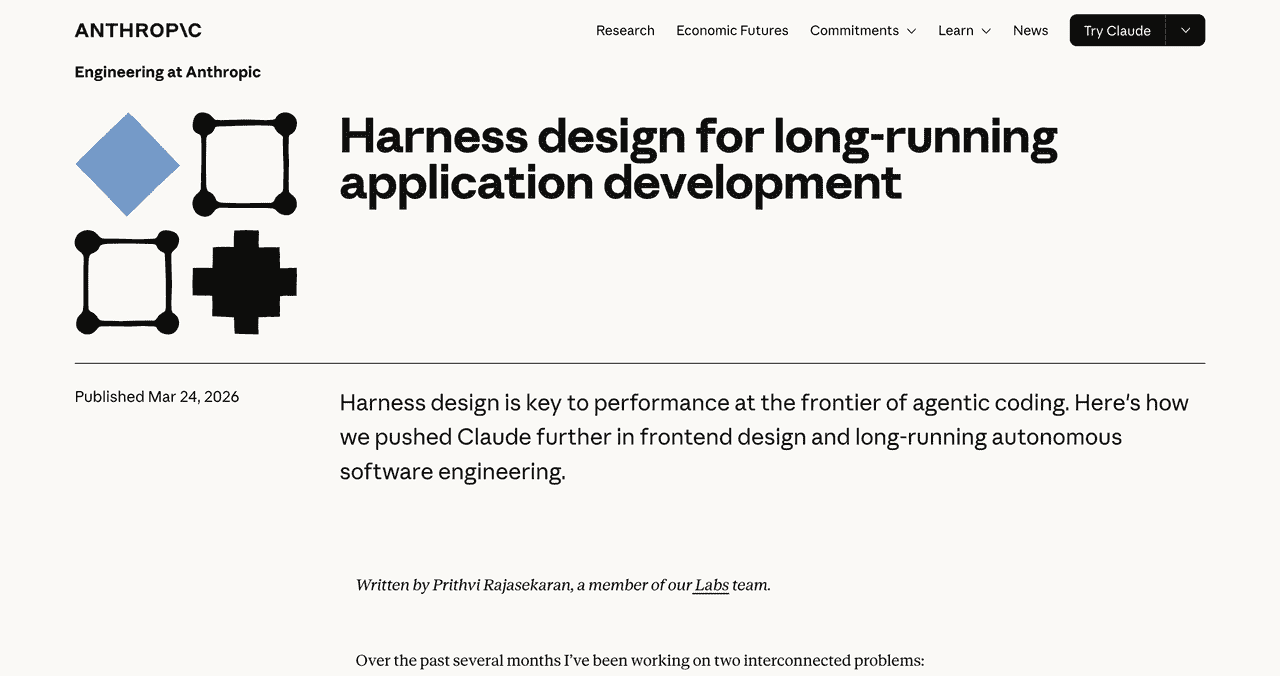 ANTHROP\C
Research Economic Futures Commitments Learn News Try Claude
Engineering at Anthropic
Harness design for long-running
application development
Published Mar 24, 2026
Harness design is key to performance at the frontier of agentic coding. Here's how
we pushed Claude further in frontend design and long-running autonomous
software engineering.
Written by Prithvi Rajasekaran, a member of our Labs team.
Over the past several months I’ve been working on two interconnected problems: